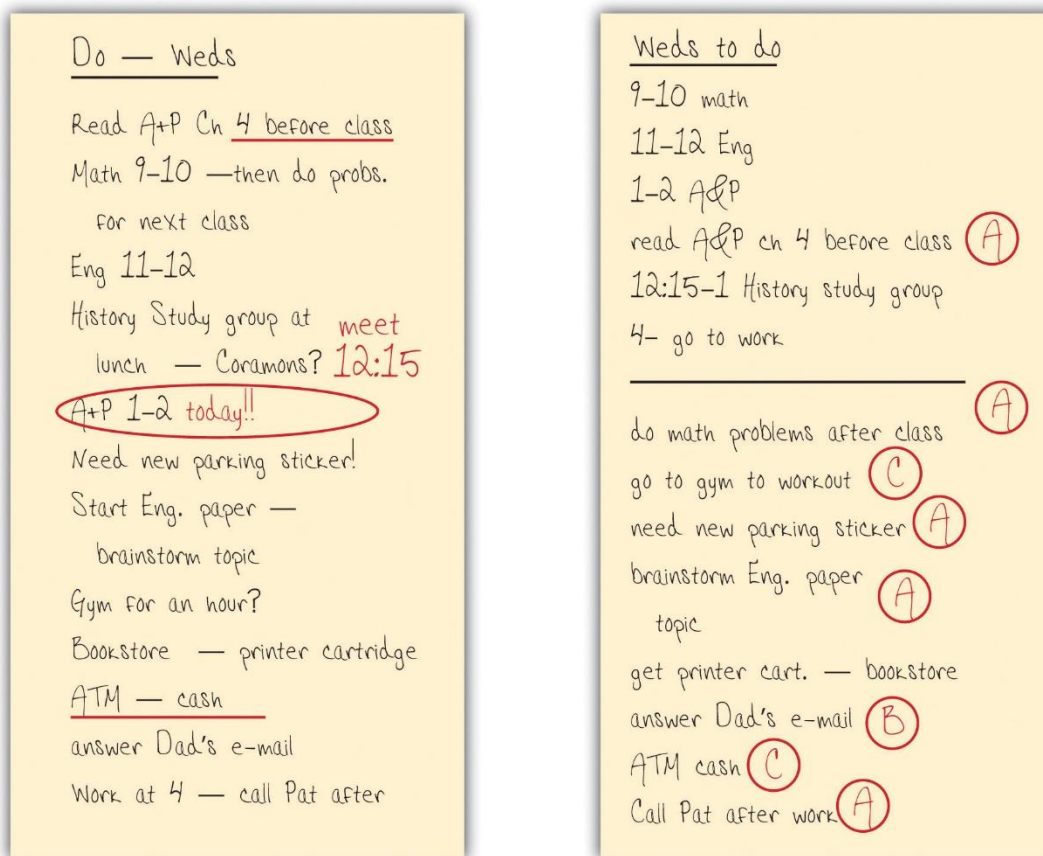 Do — Weds
Read A+P Ch 4 before class
Math 9–10 —then do probs.
for next class
Eng 11–12
History Study group at meet
lunch — Coramons? 12:15
A+P 1–2 today!!
Need new parking sticker!
Start Eng. paper —
brainstorm topic
Gym for an hour?
Bookstore — printer cartridge
ATM — cash
answer Dad's e-mail
Work at 4 — call Pat after
Weds to do
9–10 math
11–12 Eng
1–2 A&P
read A&P ch 4 before class A
12:15–1 History study group
4– go to work
A
do math problems after class
go to gym to workout C
need new parking sticker A
brainstorm Eng. paper A
topic
get printer cart. — bookstore
answer Dad's e-mail B
ATM cash C
Call Pat after work A